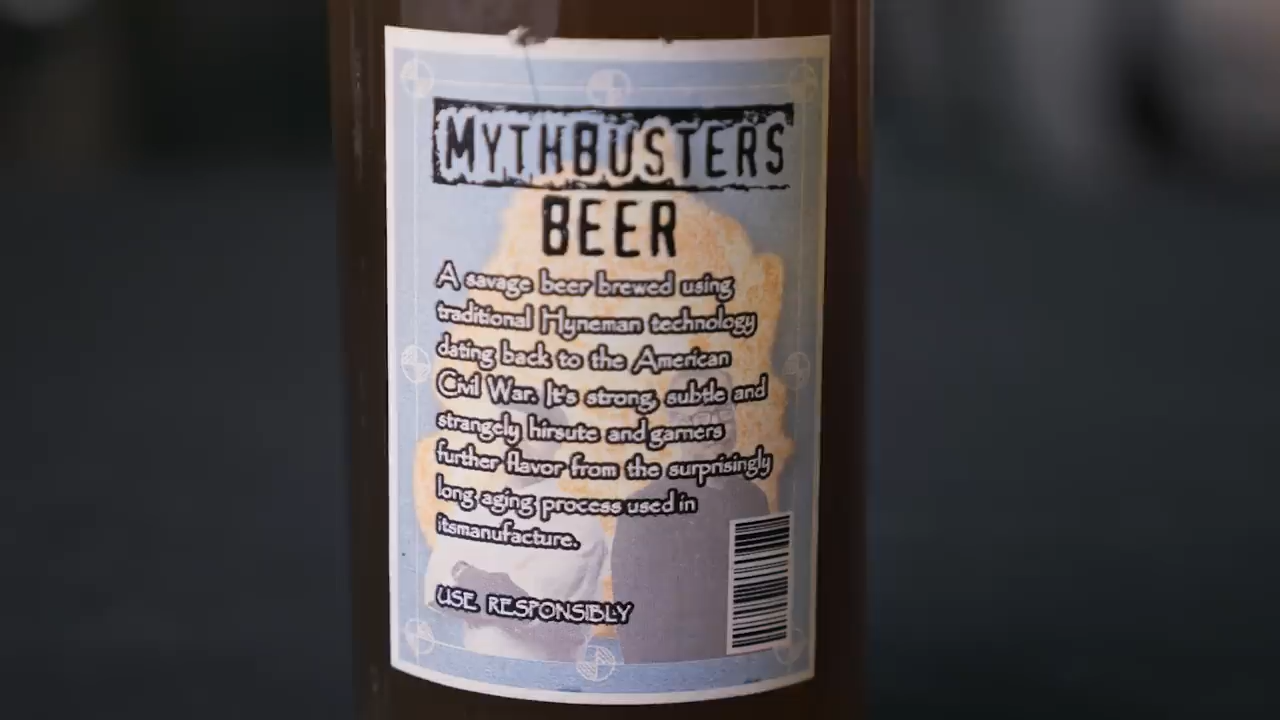 MYTHBUSTERS
BEER
A savage beer brewed using
traditional Hyneman technology
dating back to the American
Civil War. It's strong, subtle and
strangely hirsute and garners
further flavor from the surprisingly
long aging process used in
itsmanufacture.
USE RESPONSIBLY